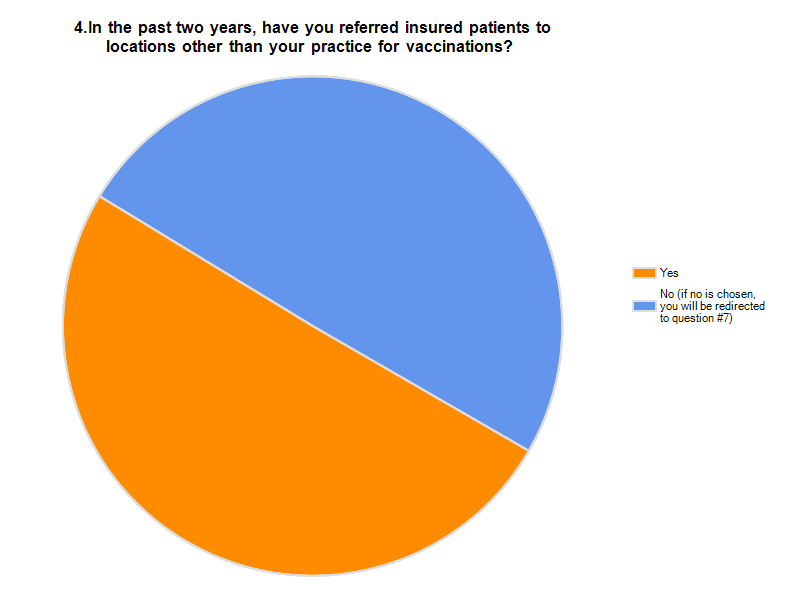 4.In the past two years, have you referred insured patients to
locations other than your practice for vaccinations?
Yes
No (if no is chosen,
you will be redirected
to question #7)